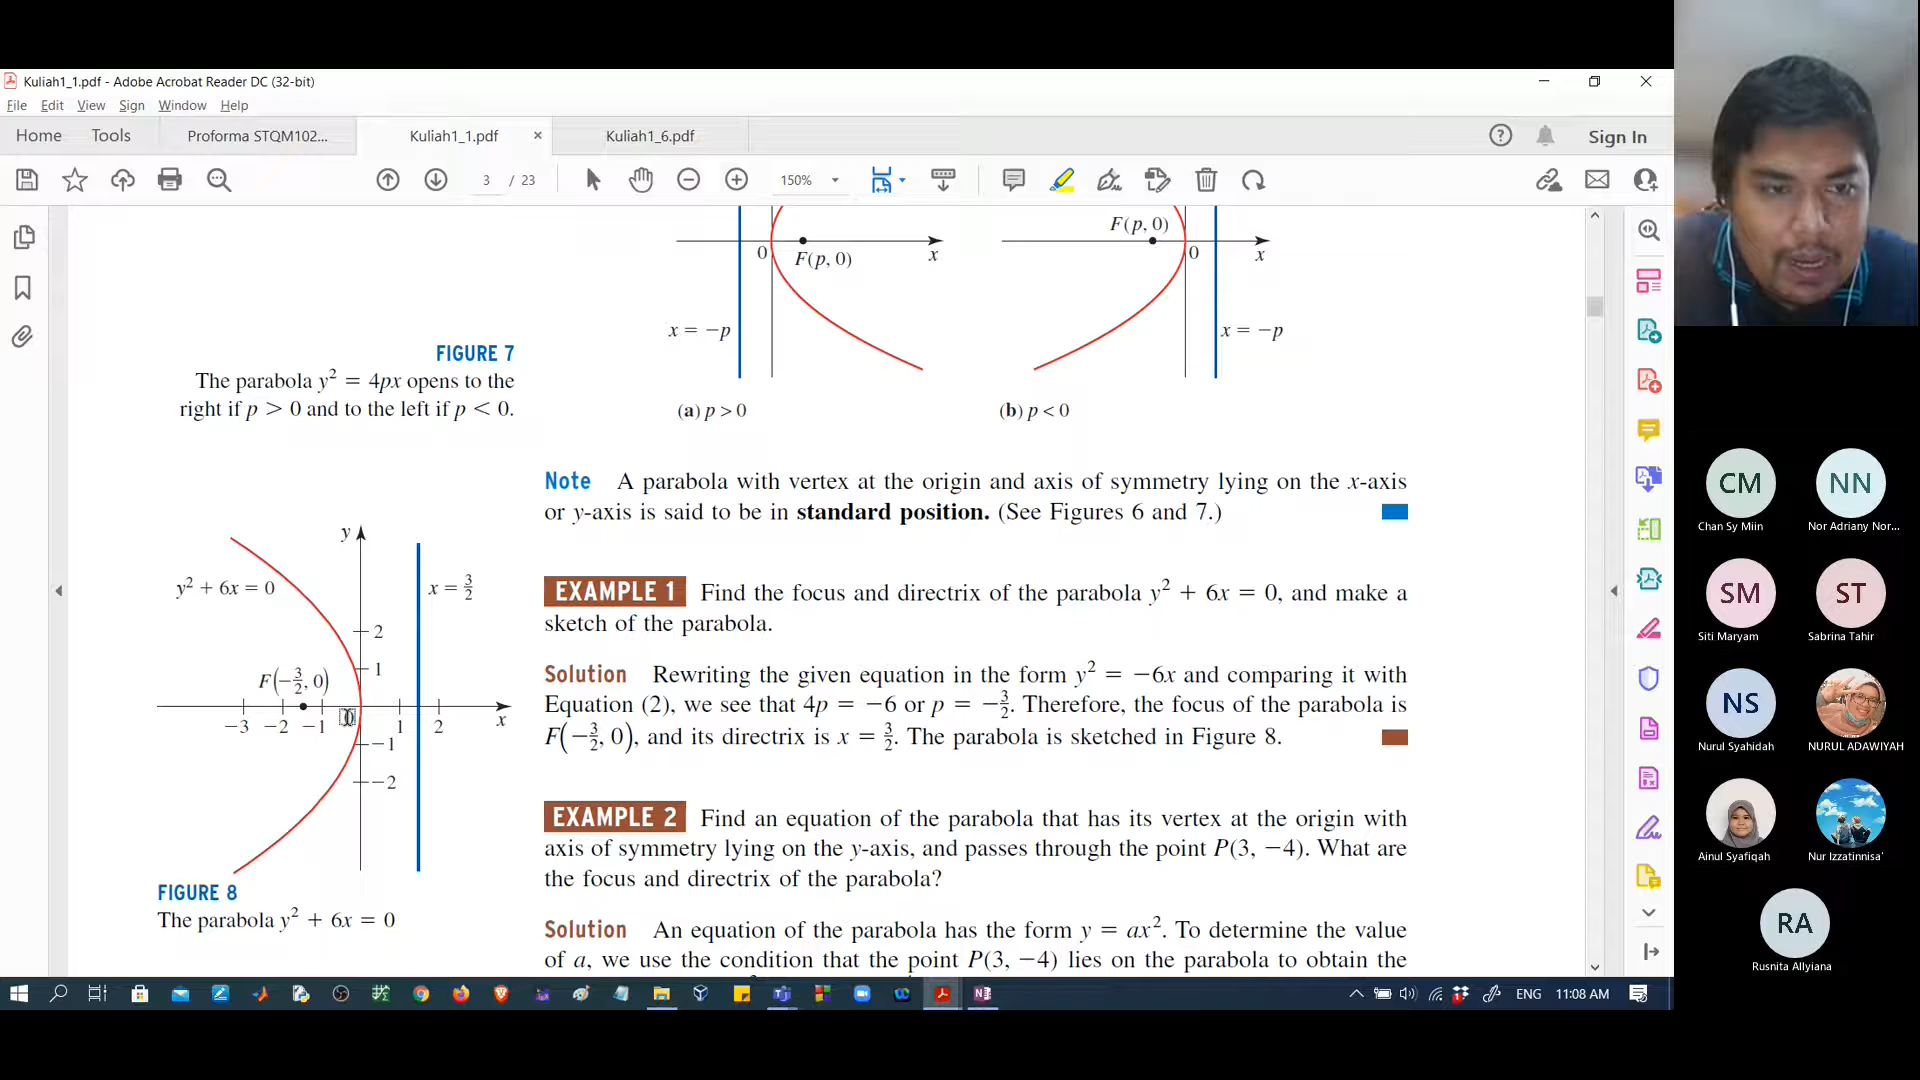 Kuliah1_1.pdf - Adobe Acrobat Reader DC (32-bit)
File Edit View Sign Window Help
Home Tools Proforma STQM102... Kuliah1_1.pdf × Kuliah1_6.pdf Sign In
3 / 23 150%
F(p, 0)
0 F(p, 0) x
0 x
x = −p
x = −p
(a) p > 0
(b) p < 0
FIGURE 7
The parabola y² = 4px opens to the
right if p > 0 and to the left if p < 0.
Note A parabola with vertex at the origin and axis of symmetry lying on the x-axis
or y-axis is said to be in standard position. (See Figures 6 and 7.)
y
y² + 6x = 0
x = 3/2
2
1
F(−3/2, 0)
−3 −2 −1 0 1 2 x
−1
−2
FIGURE 8
The parabola y² + 6x = 0
EXAMPLE 1 Find the focus and directrix of the parabola y² + 6x = 0, and make a
sketch of the parabola.
Solution Rewriting the given equation in the form y² = −6x and comparing it with
Equation (2), we see that 4p = −6 or p = −3/2. Therefore, the focus of the parabola is
F(−3/2, 0), and its directrix is x = 3/2. The parabola is sketched in Figure 8.
EXAMPLE 2 Find an equation of the parabola that has its vertex at the origin with
axis of symmetry lying on the y-axis, and passes through the point P(3, −4). What are
the focus and directrix of the parabola?
Solution An equation of the parabola has the form y = ax². To determine the value
of a, we use the condition that the point P(3, −4) lies on the parabola to obtain the
ENG 11:08 AM
CM NN
Chan Sy Miin Nor Adriany Nor...
SM ST
Siti Maryam Sabrina Tahir
NS
Nurul Syahidah NURUL ADAWIYAH
Ainul Syafiqah Nur Izzatinnisa'
RA
Rusnita Allyiana